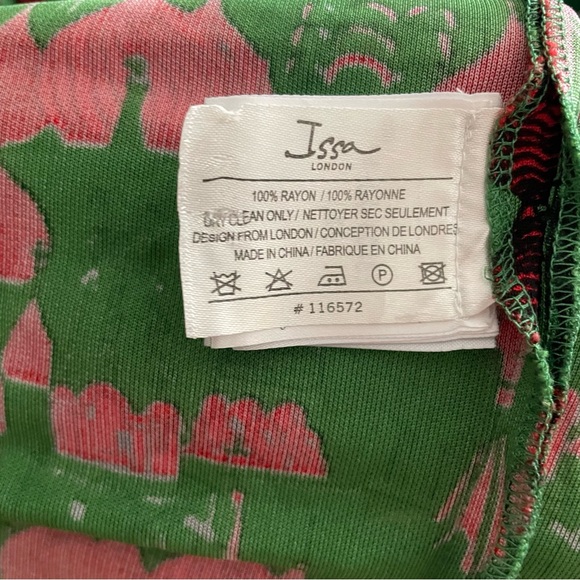 Issa
LONDON
100% RAYON / 100% RAYONNE
DRY CLEAN ONLY / NETTOYER SEC SEULEMENT
DESIGN FROM LONDON / CONCEPTION DE LONDRES
MADE IN CHINA / FABRIQUE EN CHINA
P
# 116572